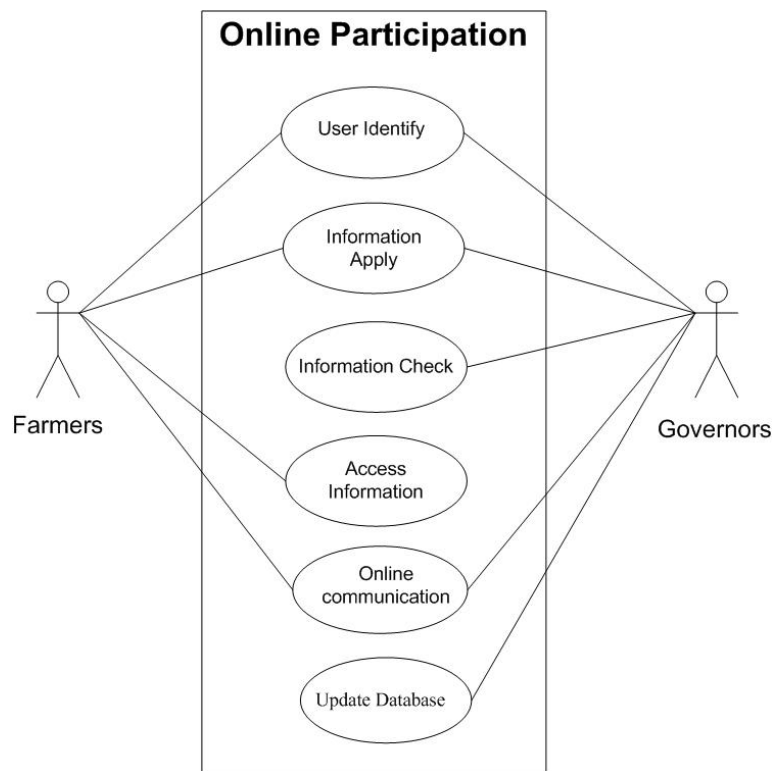 Online Participation
User Identify
Information
Apply
Information Check
Farmers
Governors
Access
Information
Online
communication
Update Database